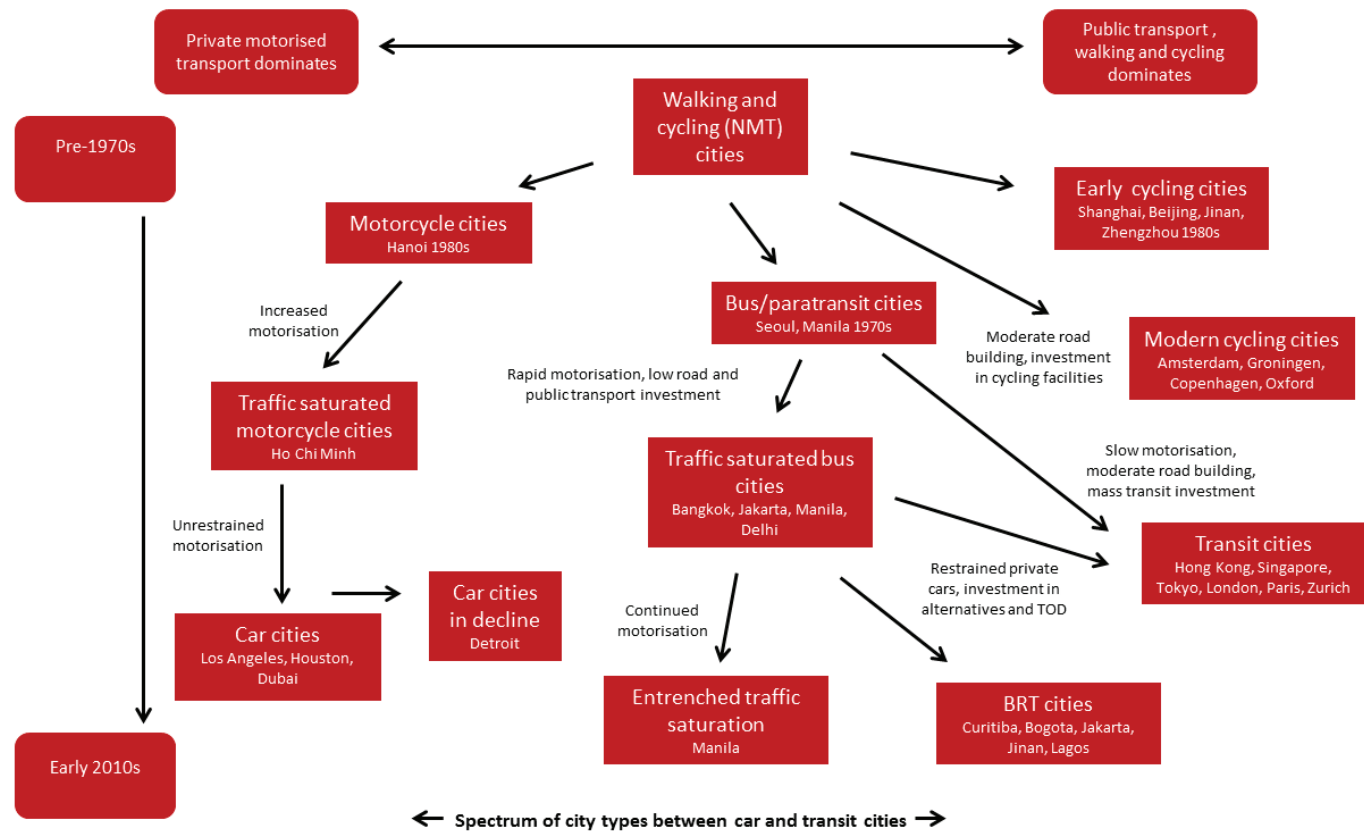 Private motorised
transport dominates
Public transport ,
walking and cycling
dominates
Walking and
cycling (NMT)
cities
Pre-1970s
Early  cycling cities
Shanghai, Beijing, Jinan,
Zhengzhou 1980s
Motorcycle cities
Hanoi 1980s
Increased
motorisation
Bus/paratransit cities
Seoul, Manila 1970s
Moderate road
building, investment
in cycling facilities
Modern cycling cities
Amsterdam, Groningen,
Copenhagen, Oxford
Rapid motorisation, low road and
public transport investment
Traffic saturated
motorcycle cities
Ho Chi Minh
Traffic saturated bus
cities
Bangkok, Jakarta, Manila,
Delhi
Slow motorisation,
moderate road building,
mass transit investment
Unrestrained
motorisation
Transit cities
Hong Kong, Singapore,
Tokyo, London, Paris, Zurich
Car cities
in decline
Detroit
Continued
motorisation
Restrained private
cars, investment in
alternatives and TOD
Car cities
Los Angeles, Houston,
Dubai
Entrenched traffic
saturation
Manila
BRT cities
Curitiba, Bogota, Jakarta,
Jinan, Lagos
Early 2010s
Spectrum of city types between car and transit cities